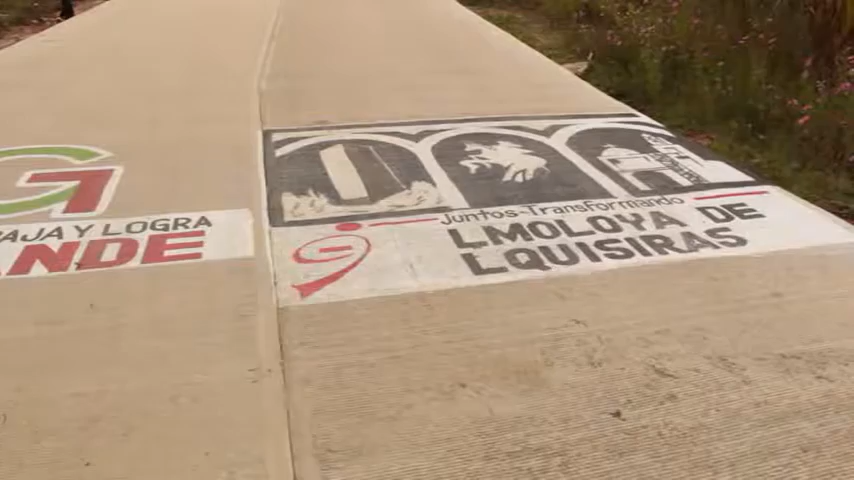 G
AJA Y LOGRA
ANDE
Juntos Transformando
LMOLOYA DE
LQUISIRAS